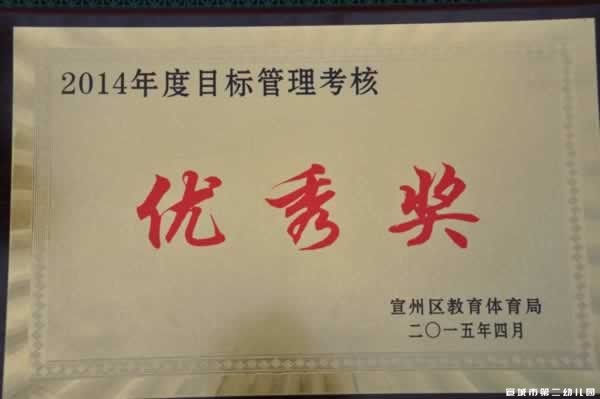 2014年度目标管理考核
优秀奖
宣州区教育体育局
二〇一五年四月
宣城市第二幼儿园